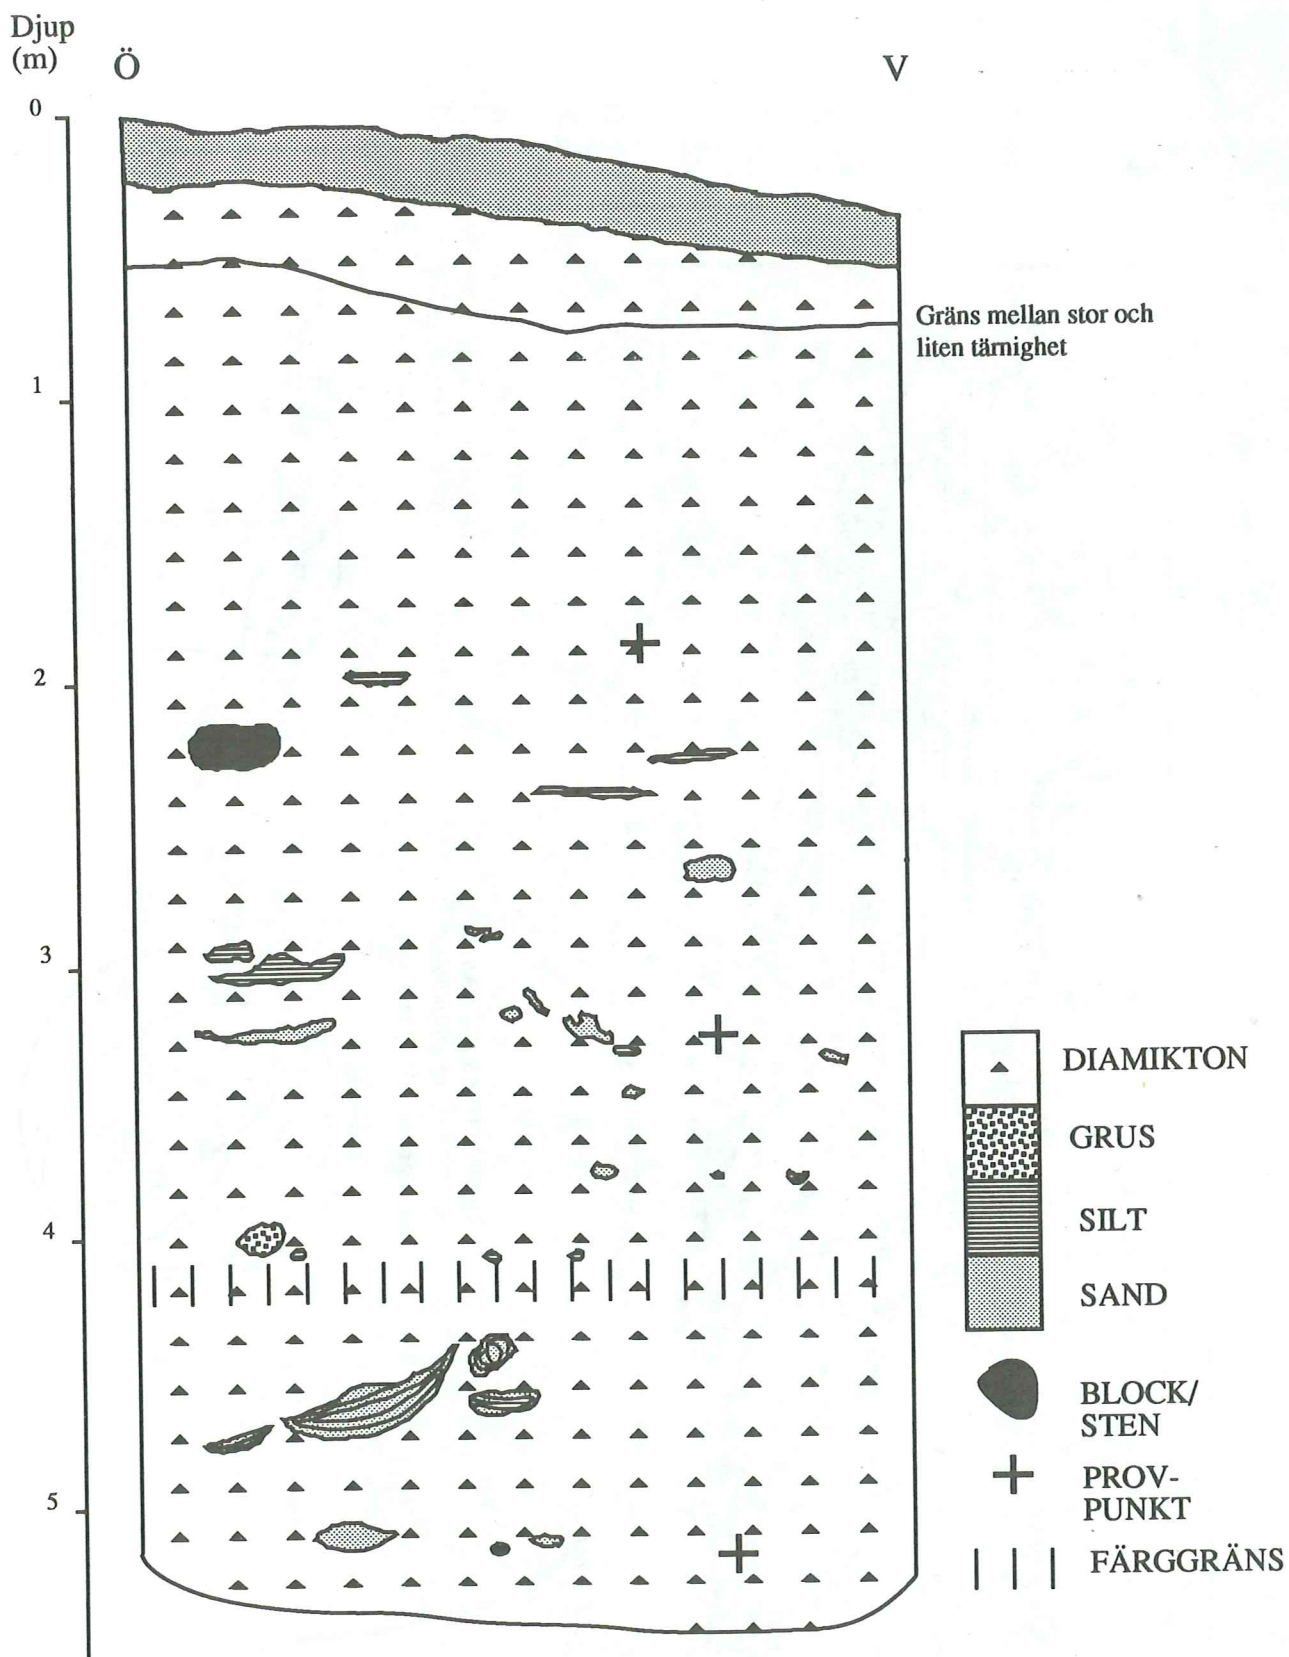 Djup
(m)
Ö
V
0
Gräns mellan stor och
liten tärnighet
1
2
3
4
5
DIAMIKTON
GRUS
SILT
SAND
BLOCK/
STEN
PROV-
PUNKT
FÄRGGRÄNS